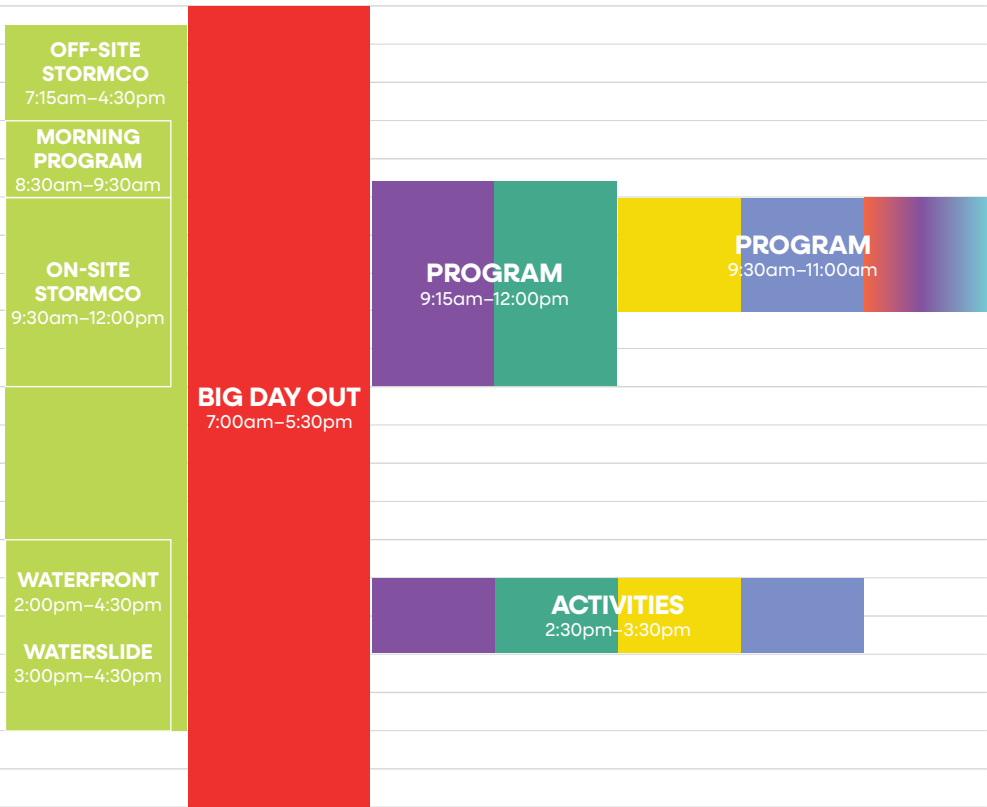 OFF-SITE
STORMCO
7:15am–4:30pm
MORNING
PROGRAM
8:30am–9:30am
ON-SITE
STORMCO
9:30am–12:00pm
WATERFRONT
2:00pm–4:30pm
WATERSLIDE
3:00pm–4:30pm
BIG DAY OUT
7:00am–5:30pm
PROGRAM
9:15am–12:00pm
PROGRAM
9:30am–11:00am
ACTIVITIES
2:30pm–3:30pm